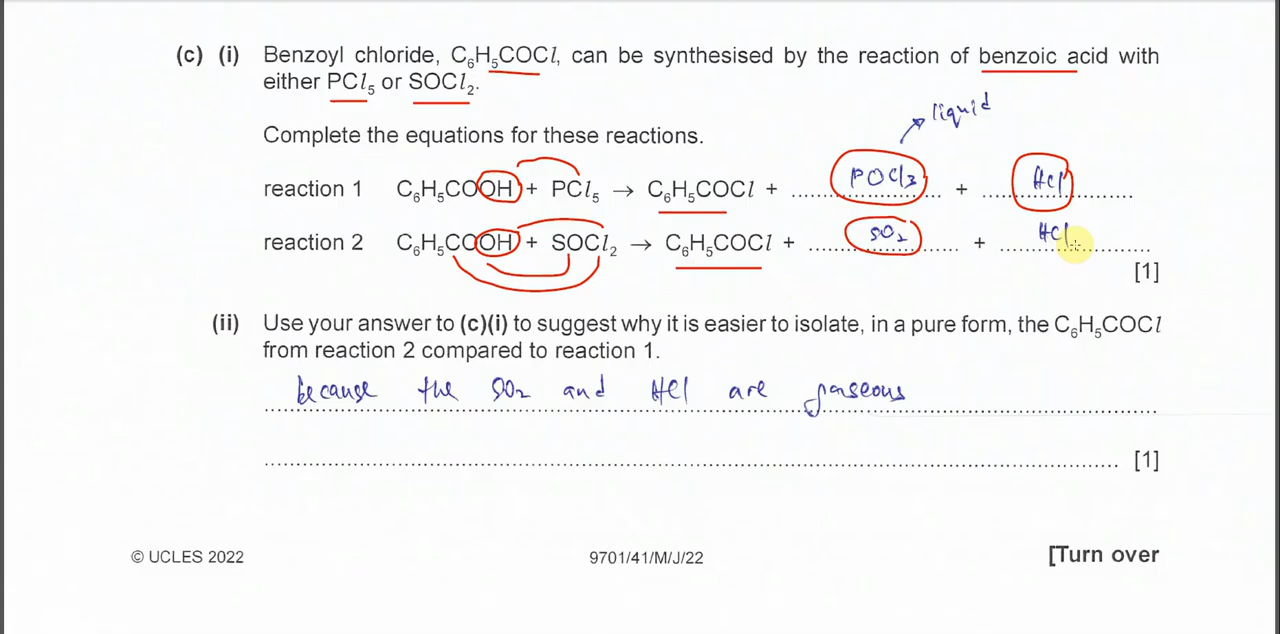 (c) (i) Benzoyl chloride, C₆H₅COCl, can be synthesised by the reaction of benzoic acid with
either PCl₅ or SOCl₂.
liquid
Complete the equations for these reactions.
reaction 1 C₆H₅COOH + PCl₅ → C₆H₅COCl + POCl₃ + HCl
reaction 2 C₆H₅COOH + SOCl₂ → C₆H₅COCl + SO₂ + HCl
[1]
(ii) Use your answer to (c)(i) to suggest why it is easier to isolate, in a pure form, the C₆H₅COCl
from reaction 2 compared to reaction 1.
because the SO₂ and HCl are gaseous
[1]
© UCLES 2022 9701/41/M/J/22 [Turn over